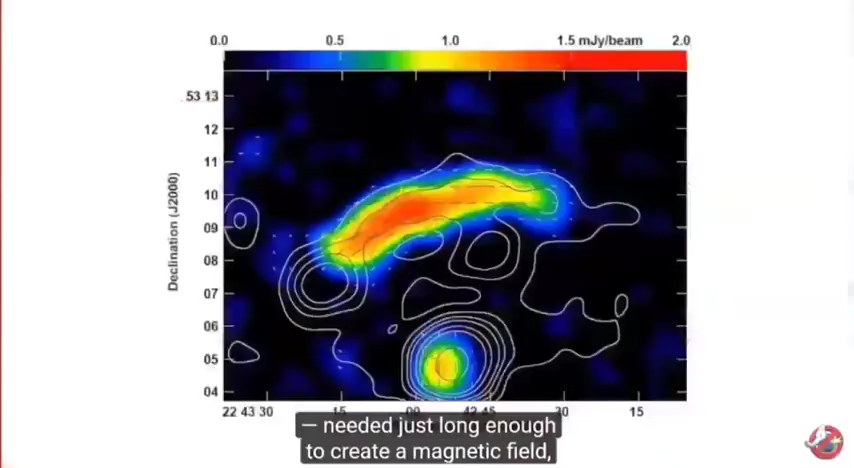 0.0 0.5 1.0 1.5 mJy/beam 2.0
53 13
12
11
10
09
08
07
06
05
04
Declination (J2000)
22 43 30 15 00 42 45 30 15
— needed just long enough
to create a magnetic field,